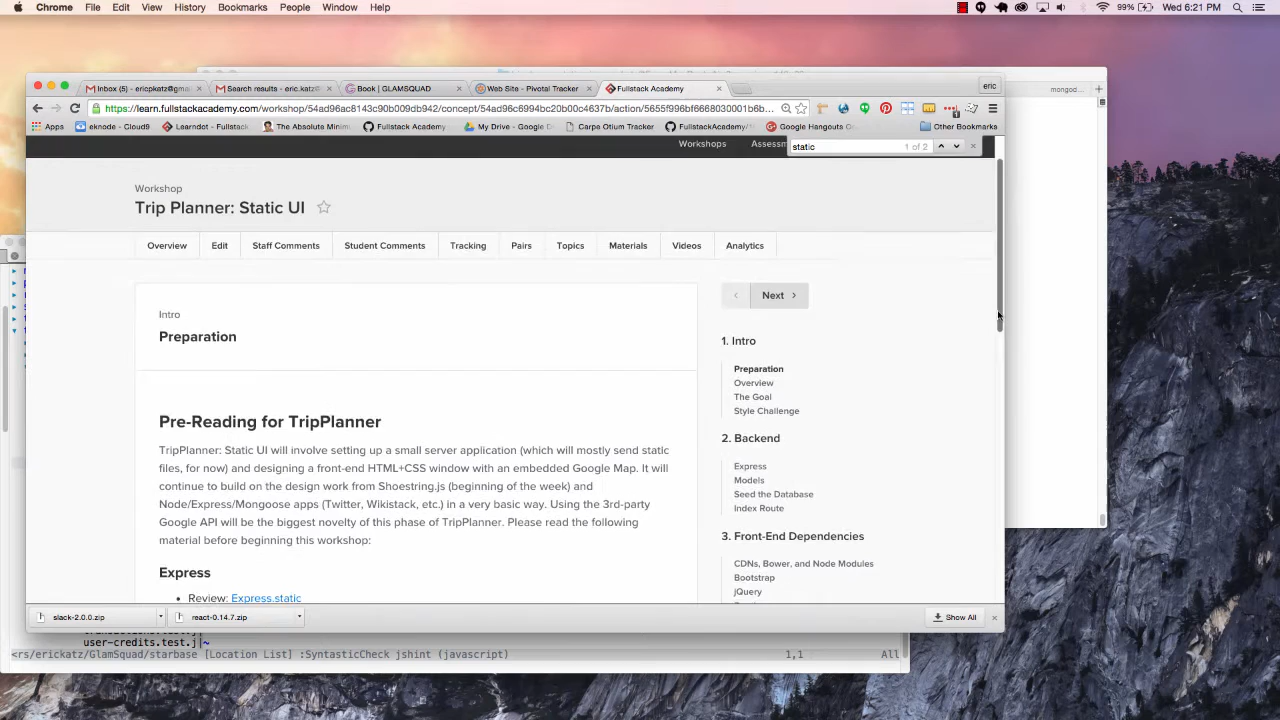 Chrome File Edit View History Bookmarks People Window Help
99% Wed 6:21 PM
Inbox (5) - ericpkatz@gma
Search results - eric.katz@
Book | GLAMSQUAD
Web Site - Pivotal Tracker
Fullstack Academy
eric
mongod...
https://learn.fullstackacademy.com/workshop/54ad96ac8143c90b009db942/concept/54ad96c6994bc20b00c4637b/action/5655f996bf6668030001b6b...
Apps
eknode - Cloud9
Learndot - Fullstack
The Absolute Minim
Fullstack Academy
My Drive - Google D
Carpe Otium Tracker
FullstackAcademy/
Google Hangouts
Other Bookmarks
Workshops
Assessm
static
1 of 2
Workshop
Trip Planner: Static UI
Overview
Edit
Staff Comments
Student Comments
Tracking
Pairs
Topics
Materials
Videos
Analytics
Intro
Preparation
Pre-Reading for TripPlanner
TripPlanner: Static UI will involve setting up a small server application (which will mostly send static
files, for now) and designing a front-end HTML+CSS window with an embedded Google Map. It will
continue to build on the design work from Shoestring.js (beginning of the week) and
Node/Express/Mongoose apps (Twitter, Wikistack, etc.) in a very basic way. Using the 3rd-party
Google API will be the biggest novelty of this phase of TripPlanner. Please read the following
material before beginning this workshop:
Express
• Review: Express.static
Next
1. Intro
Preparation
Overview
The Goal
Style Challenge
2. Backend
Express
Models
Seed the Database
Index Route
3. Front-End Dependencies
CDNs, Bower, and Node Modules
Bootstrap
jQuery
slack-2.0.0.zip
react-0.14.7.zip
Show All
user-credits.test.j
<rs/erickatz/GlamSquad/starbase [Location List] :SyntasticCheck jshint (javascript)
1,1
All